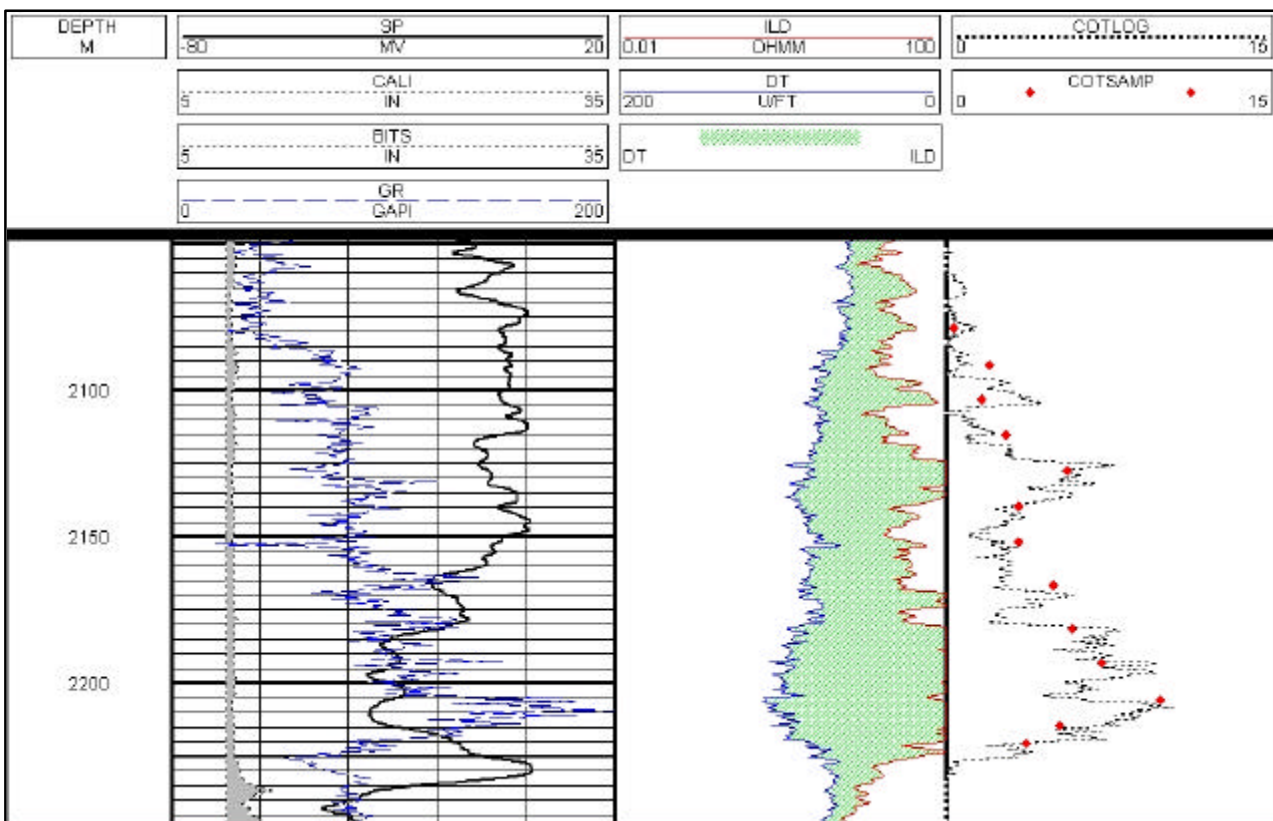 DEPTH
M
SP
-80 MV 20
CALI
5 IN 35
BITS
5 IN 35
GR
0 GAPI 200
ILD
0.01 OHMM 100
DT
200 U/FT 0
DT ILD
COTLOG
0 15
COTSAMP
0 15
2100
2150
2200